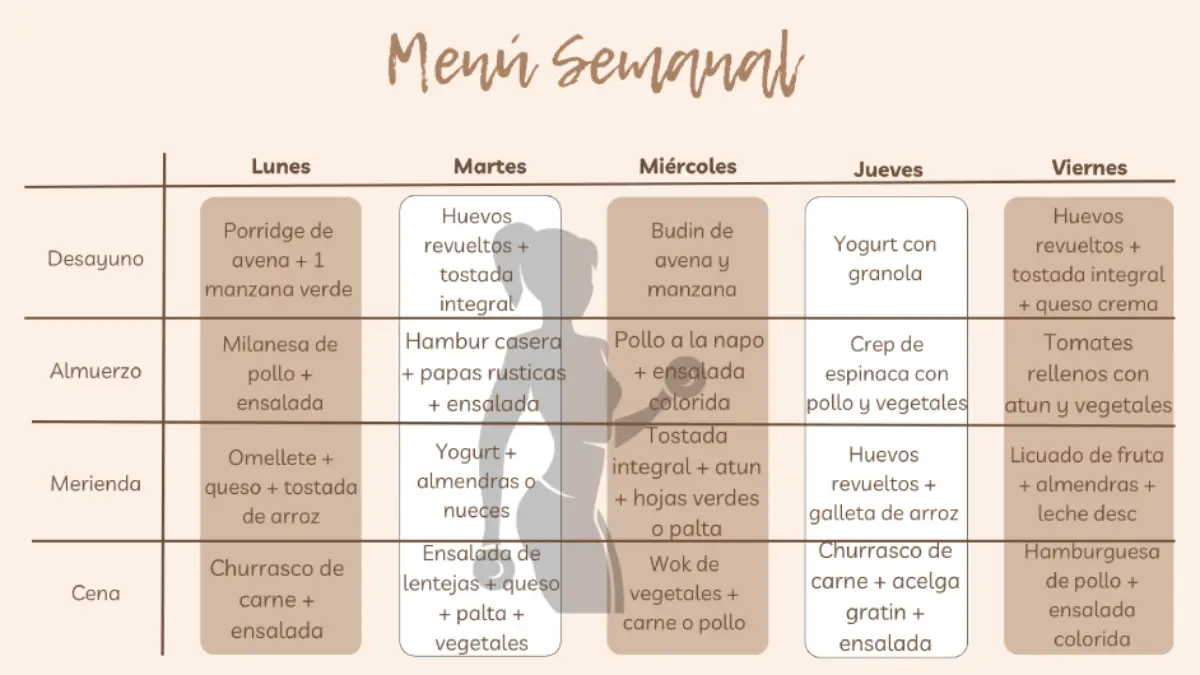 Menú Semanal
Lunes
Martes
Miércoles
Jueves
Viernes
Desayuno
Porridge de
avena + 1
manzana verde
Huevos
revueltos +
tostada
integral
Budin de
avena y
manzana
Yogurt con
granola
Huevos
revueltos +
tostada integral
+ queso crema
Almuerzo
Milanesa de
pollo +
ensalada
Hambur casera
+ papas rusticas
+ ensalada
Pollo a la napo
+ ensalada
colorida
Crep de
espinaca con
pollo y vegetales
Tomates
rellenos con
atun y vegetales
Merienda
Omellete +
queso + tostada
de arroz
Yogurt +
almendras o
nueces
Tostada
integral + atun
+ hojas verdes
o palta
Huevos
revueltos +
galleta de arroz
Licuado de fruta
+ almendras +
leche desc
Cena
Churrasco de
carne +
ensalada
Ensalada de
lentejas + queso
+ palta +
vegetales
Wok de
vegetales +
carne o pollo
Churrasco de
carne + acelga
gratin +
ensalada
Hamburguesa
de pollo +
ensalada
colorida